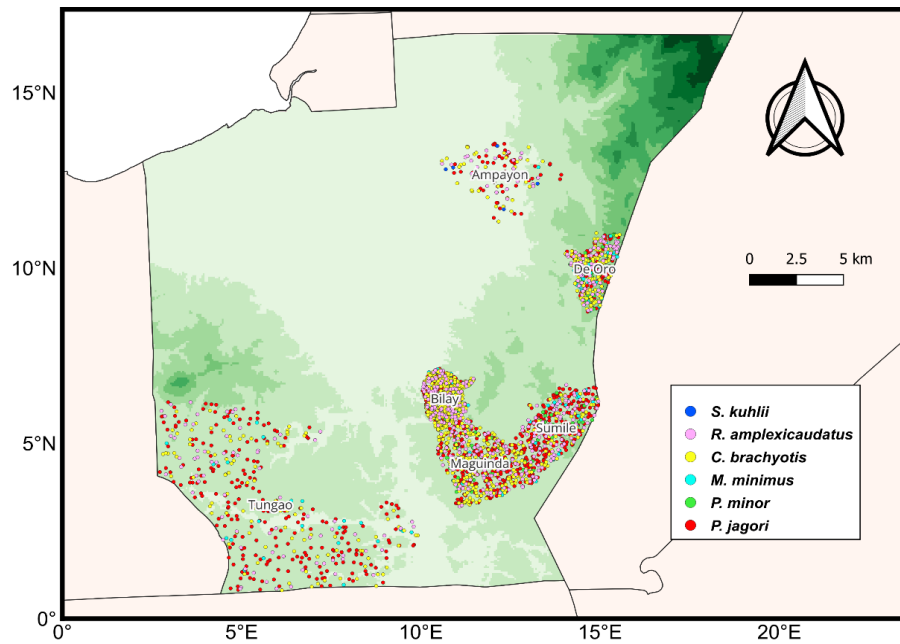 15°N
Ampayon
10°N
De Oro
0 2.5 5 km
Bilay
5°N
Sumile
Maguinda
Tungao
S. kuhlii
R. amplexicaudatus
C. brachyotis
M. minimus
P. minor
P. jagori
0°
0° 5°E 10°E 15°E 20°E